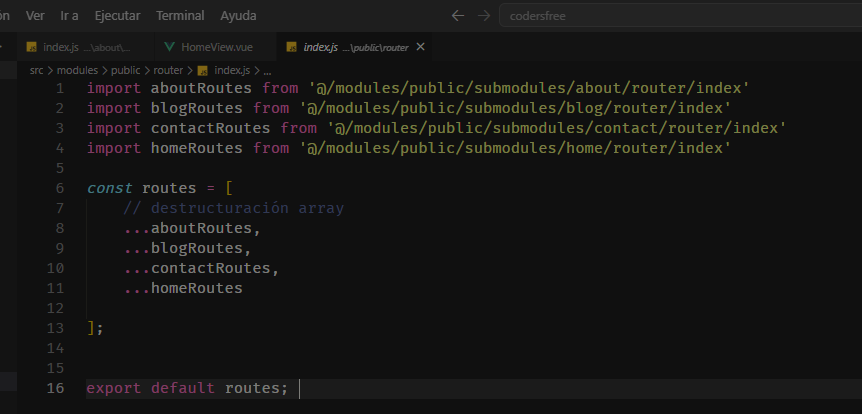 ón Ver Ir a Ejecutar Terminal Ayuda codersfree
index.js ...\about\... HomeView.vue index.js ...\public\router
src > modules > public > router > index.js > ...
1 import aboutRoutes from '@/modules/public/submodules/about/router/index'
2 import blogRoutes from '@/modules/public/submodules/blog/router/index'
3 import contactRoutes from '@/modules/public/submodules/contact/router/index'
4 import homeRoutes from '@/modules/public/submodules/home/router/index'
5
6 const routes = [
7 // destructuración array
8 ...aboutRoutes,
9 ...blogRoutes,
10 ...contactRoutes,
11 ...homeRoutes
12
13 ];
14
15
16 export default routes;